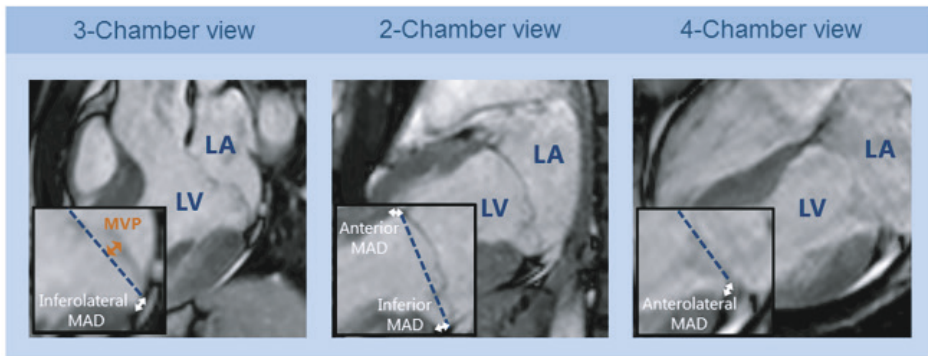 3-Chamber view
2-Chamber view
4-Chamber view
LA
LV
MVP
Inferolateral
MAD
LA
LV
Anterior
MAD
Inferior
MAD
LA
LV
Anterolateral
MAD